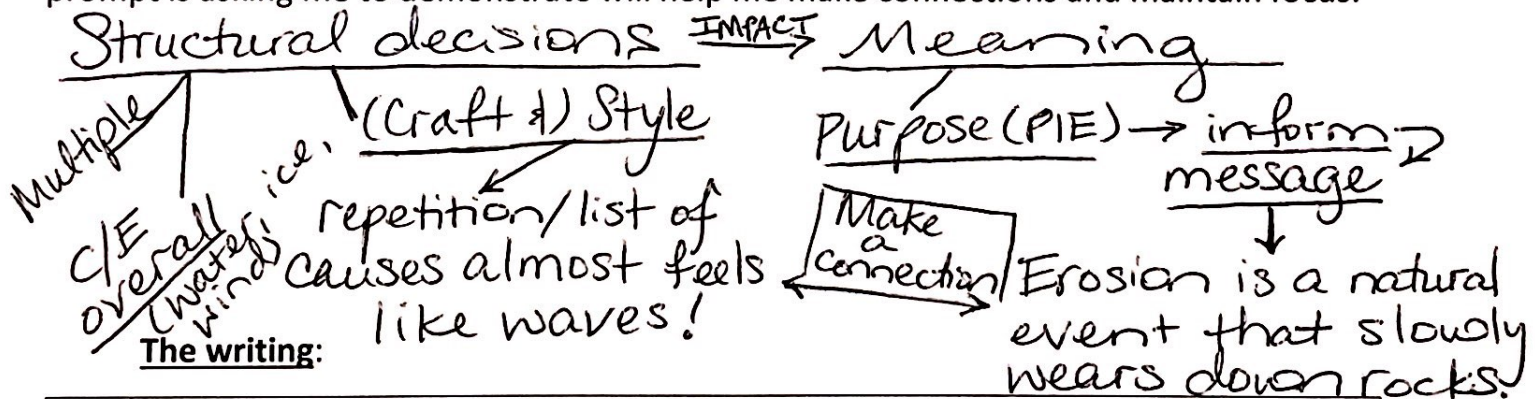 prompt is asking me to demonstrate will help me make connections and maintain focus.
Structural decisions IMPACT → Meaning
Multiple
C/E
overall
(water, ice,
wind)
(Craft &) Style
repetition/list of
causes almost feels
like waves!
Purpose (PIE) → inform
message
Make
a
Connection
Erosion is a natural
event that slowly
wears down rocks.
The writing: